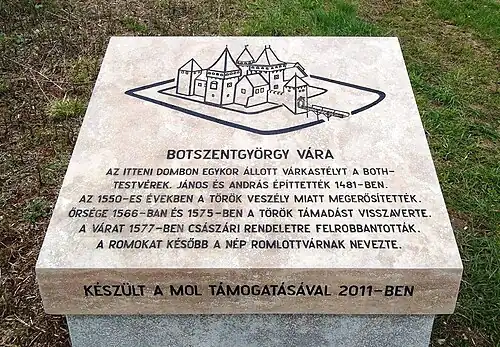 BOTSZENTGYÖRGY VÁRA
AZ ITTENI DOMBON EGYKOR ÁLLOTT VÁRKASTÉLYT A BOTH-
TESTVÉREK. JÁNOS ÉS ANDRÁS ÉPÍTTETTÉK 1481-BEN.
AZ 1550-ES ÉVEKBEN A TÖRÖK VESZÉLY MIATT MEGERŐSÍTETTÉK.
ŐRSÉGE 1566-BAN ÉS 1575-BEN A TÖRÖK TÁMADÁST VISSZAVERTE.
A VÁRAT 1577-BEN CSÁSZÁRI RENDELETRE FELROBBANTOTTÁK.
A ROMOKAT KÉSŐBB A NÉP ROMLOTTVÁRNAK NEVEZTE.
KÉSZÜLT A MOL TÁMOGATÁSÁVAL 2011-BEN